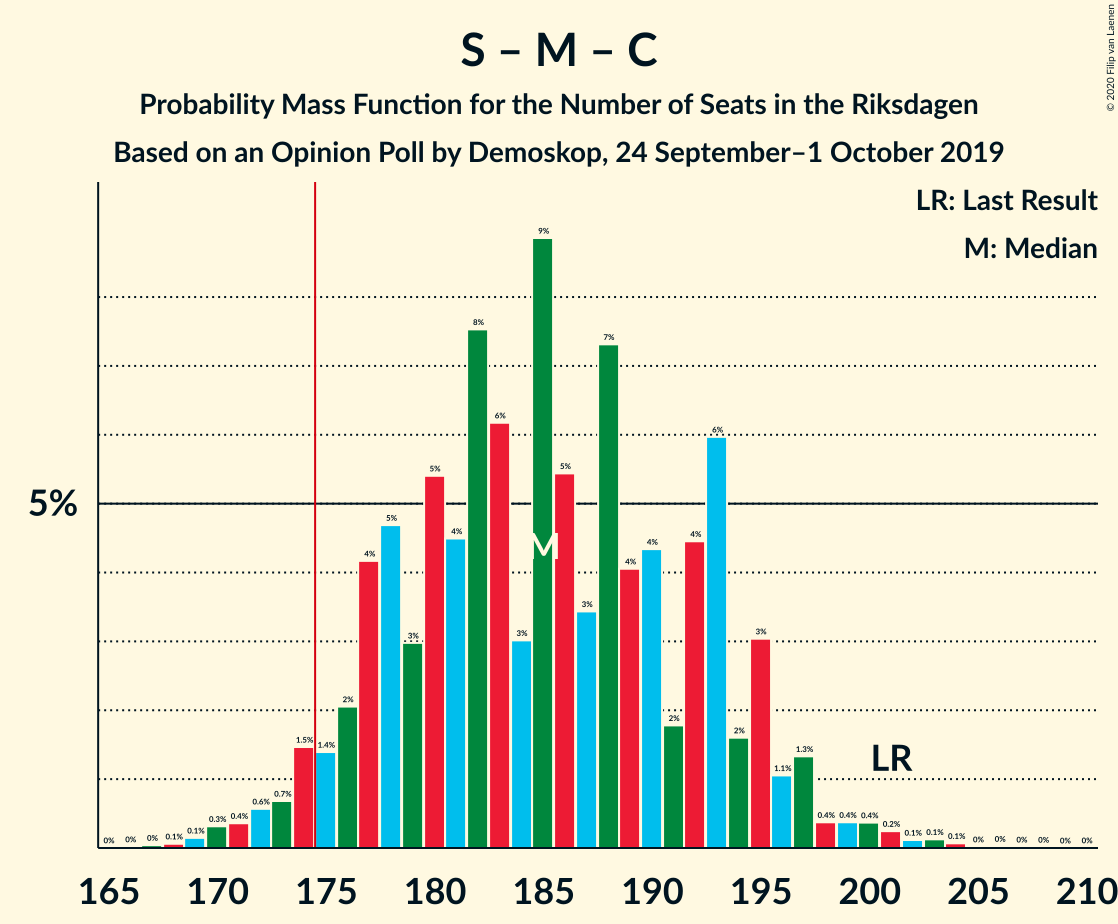 S – M – C
Probability Mass Function for the Number of Seats in the Riksdagen
Based on an Opinion Poll by Demoskop, 24 September–1 October 2019
© 2020 Filip van Laenen
LR: Last Result
M: Median
5%
0% 0% 0% 0.1% 0.1% 0.3% 0.4% 0.6% 0.7% 1.5% 1.4% 2% 4% 5% 3% 5% 4% 8% 6% 3% 9% 5% 3% 7% 4% 4% 2% 4% 6% 2% 3% 1.1% 1.3% 0.4% 0.4% 0.4% 0.2% 0.1% 0.1% 0.1% 0% 0% 0% 0% 0% 0%
M
LR
165 170 175 180 185 190 195 200 205 210